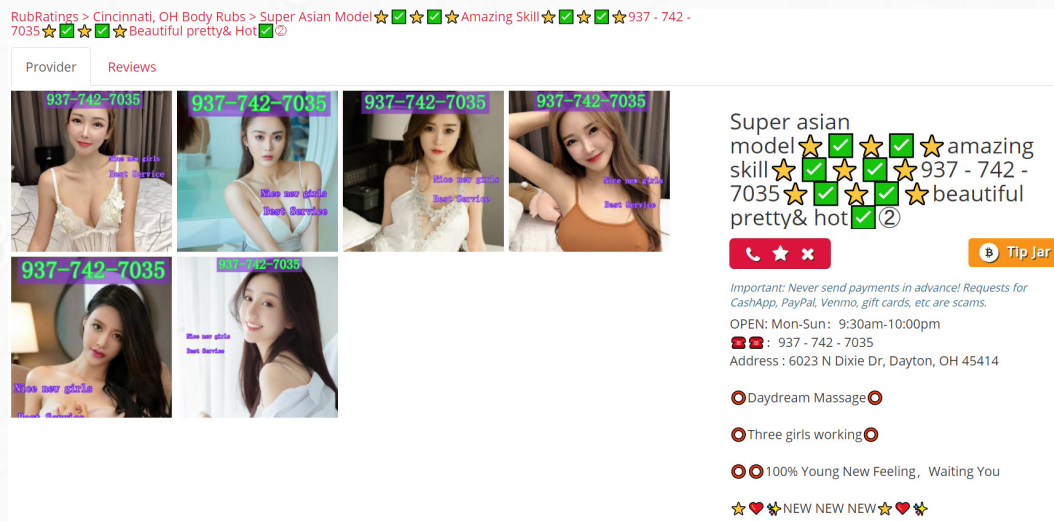 RubRatings > Cincinnati, OH Body Rubs > Super Asian Model⭐✅⭐✅⭐Amazing Skill⭐✅⭐✅⭐937 - 742 -
7035⭐✅⭐✅⭐Beautiful pretty& Hot✅②
Provider
Reviews
937-742-7035
Nice new girls
Best Service
937-742-7035
Nice new girls
Best Service
937-742-7035
Nice new girls
Best Service
937-742-7035
Nice new girls
Best Service
937-742-7035
Nice new girls
Best Service
937-742-7035
Nice new girls
Best Service
Super asian
model⭐✅⭐✅⭐amazing
skill⭐✅⭐✅⭐937 - 742 -
7035⭐✅⭐✅⭐beautiful
pretty& hot✅②
Tip Jar
Important: Never send payments in advance! Requests for
CashApp, PayPal, Venmo, gift cards, etc are scams.
OPEN: Mon-Sun：9:30am-10:00pm
☎☎：937 - 742 - 7035
Address : 6023 N Dixie Dr, Dayton, OH 45414
⭕Daydream Massage⭕
⭕Three girls working⭕
⭕⭕100% Young New Feeling，Waiting You
⭐❤✨NEW NEW NEW⭐❤✨